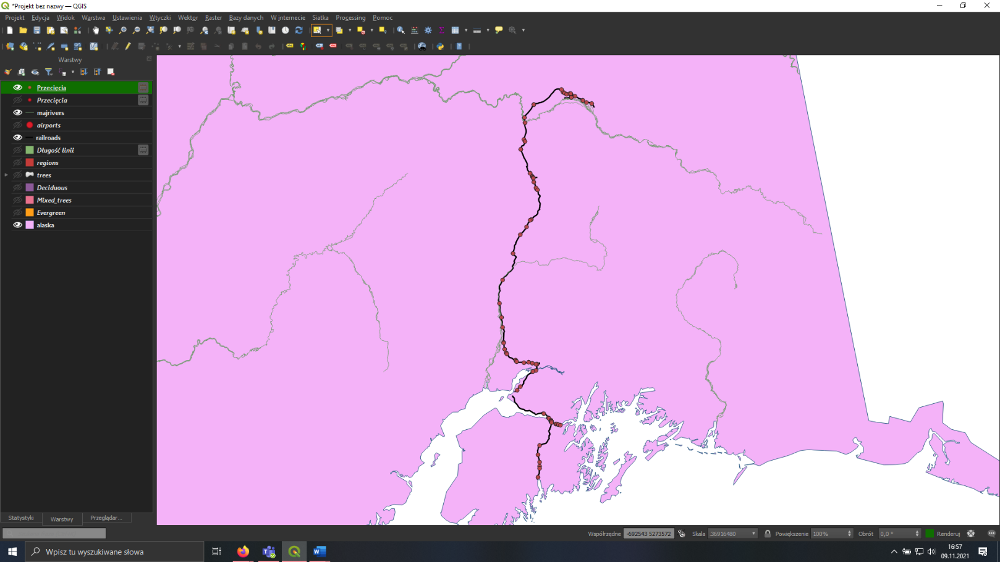 *Projekt bez nazwy — QGIS
Projekt Edycja Widok Warstwa Ustawienia Wtyczki Wektor Raster Bazy danych W internecie Siatka Processing Pomoc
Warstwy
Przecięcia
Przecięcia
majrivers
airports
railroads
Długość linii
regions
trees
Deciduous
Mixed_trees
Evergreen
alaska
Statystyki Warstwy Przeglądar...
Współrzędne -692543 5273572 Skala :36916480 Powiększenie 100% Obrót 0,0 ° Renderuj
Wpisz tu wyszukiwane słowa
16:57
09.11.2021